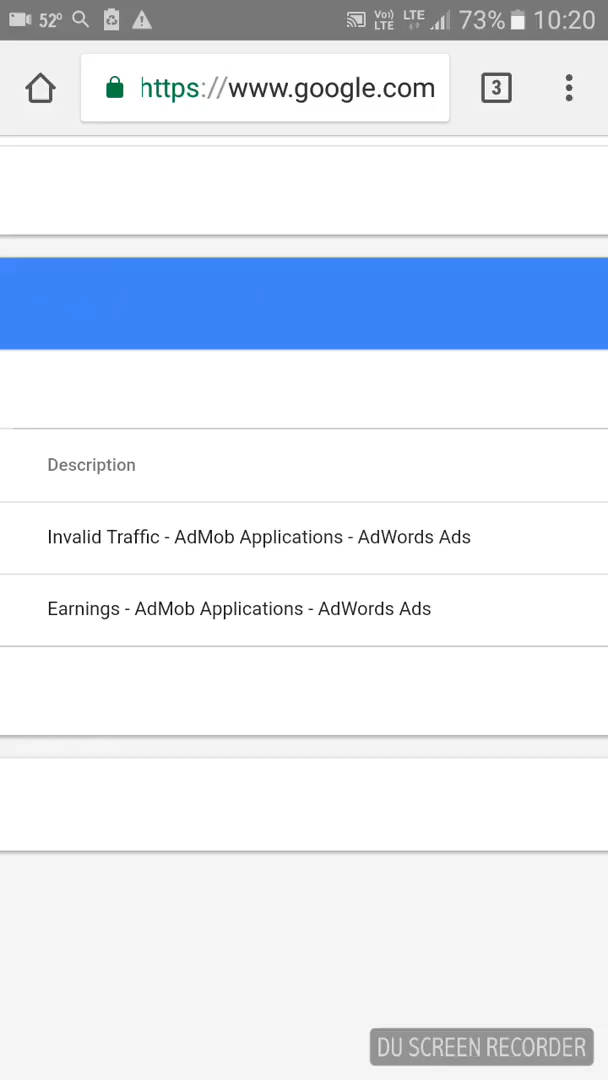 52° Vo) LTE LTE 73% 10:20
https://www.google.com 3
Description
Invalid Traffic - AdMob Applications - AdWords Ads
Earnings - AdMob Applications - AdWords Ads
DU SCREEN RECORDER